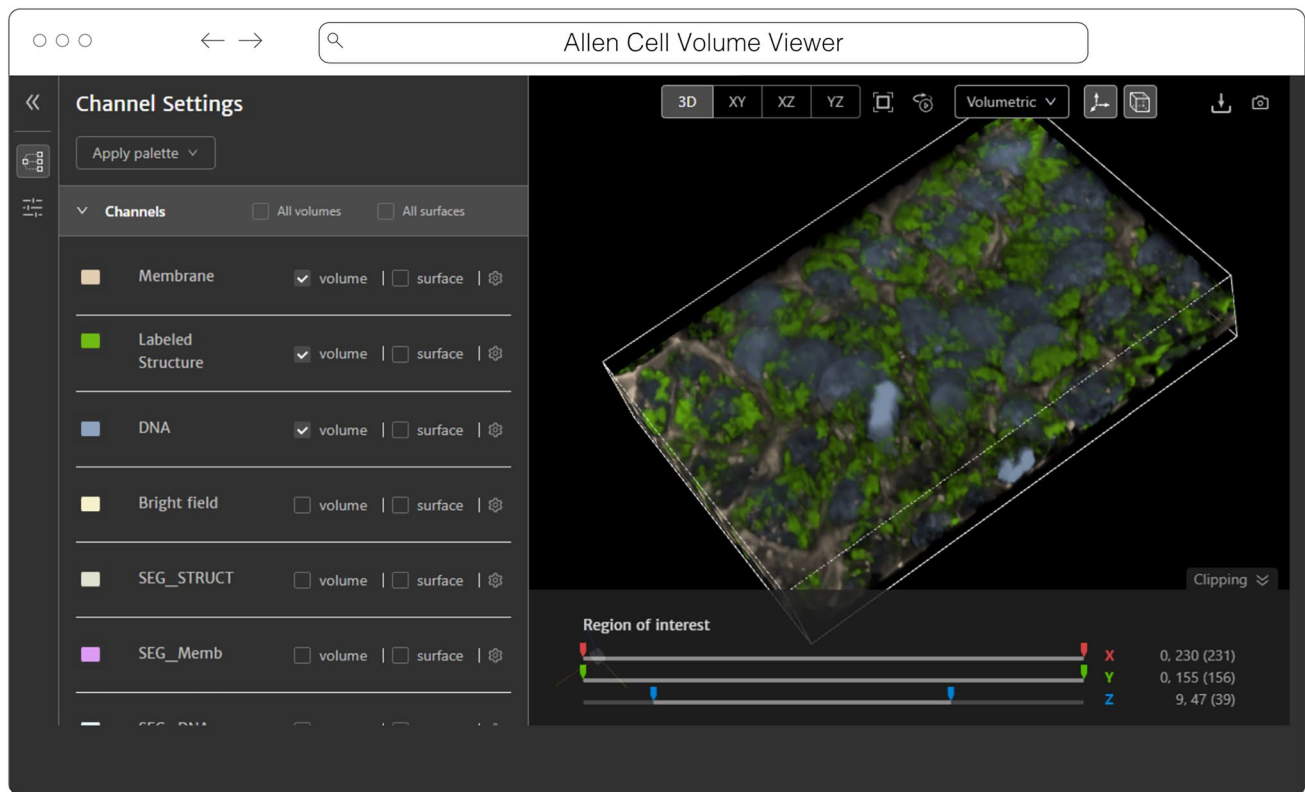 Allen Cell Volume Viewer
Channel Settings
Apply palette
Channels All volumes All surfaces
Membrane volume | surface |
Labeled
Structure volume | surface |
DNA volume | surface |
Bright field volume | surface |
SEG_STRUCT volume | surface |
SEG_Memb volume | surface |
3D XY XZ YZ Volumetric
Clipping
Region of interest
X 0, 230 (231)
Y 0, 155 (156)
Z 9, 47 (39)